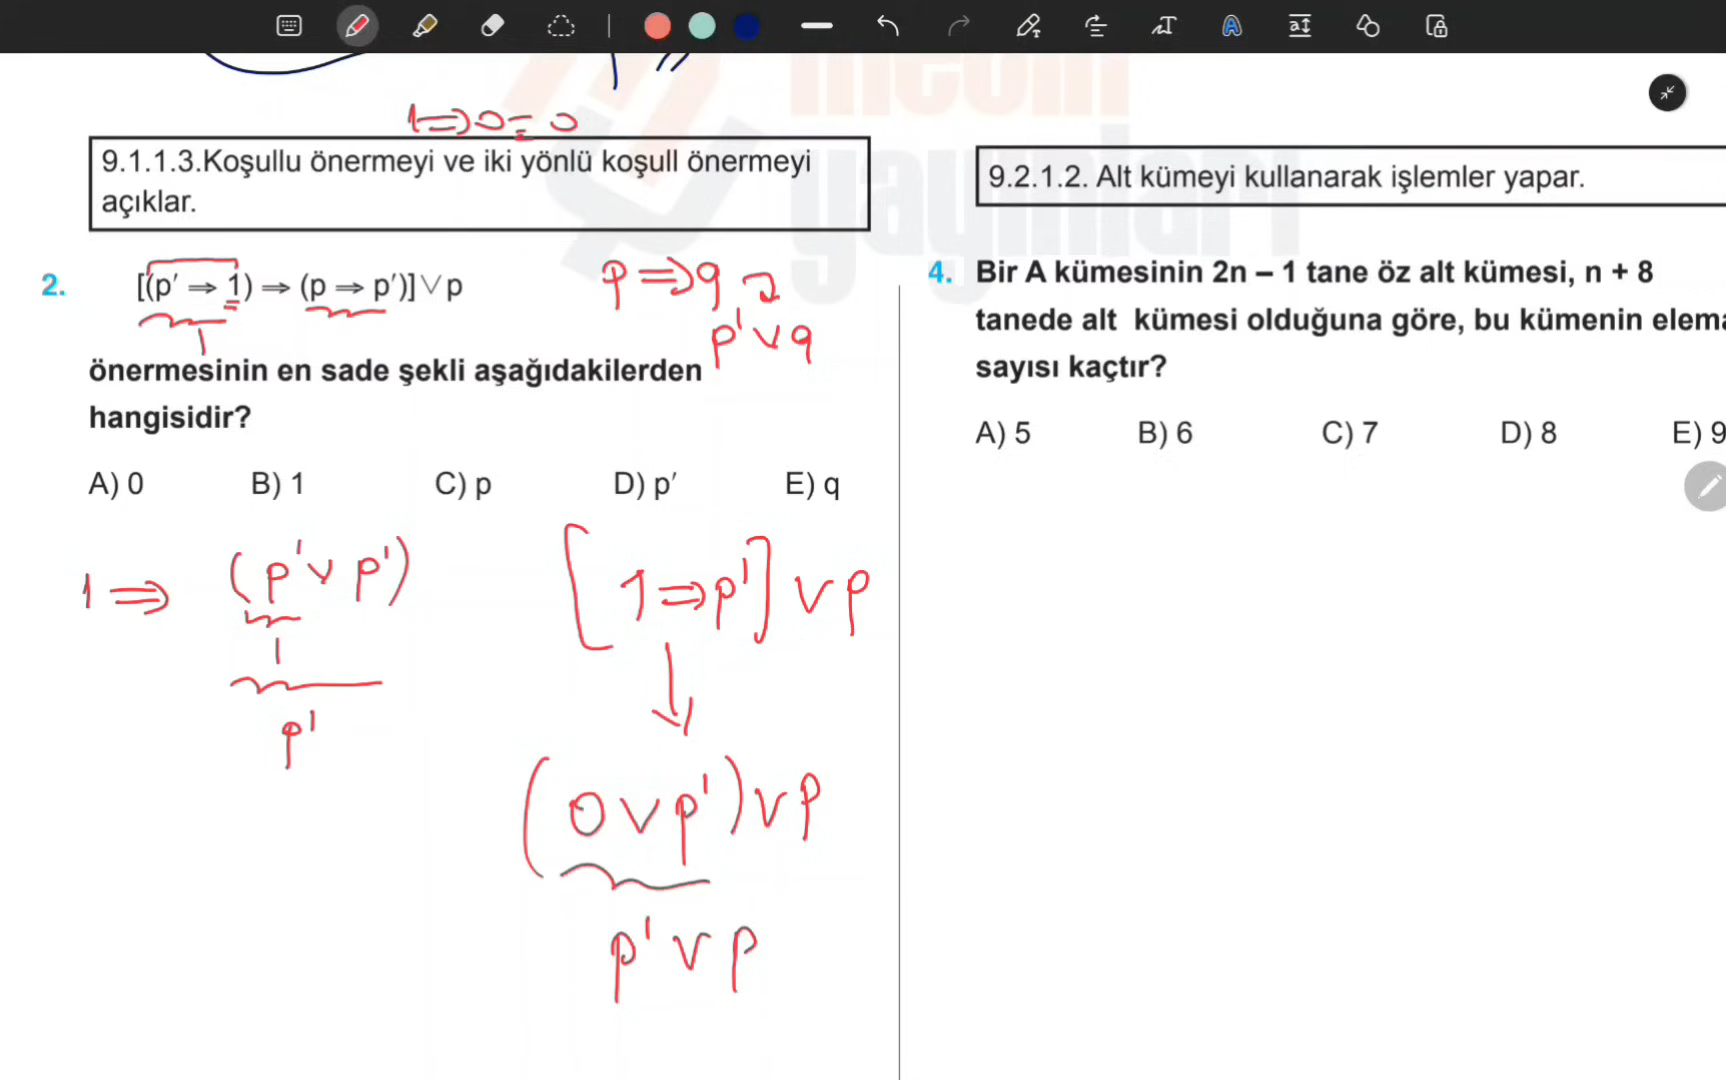 medin
yayınları
1⇒0≡0
9.1.1.3.Koşullu önermeyi ve iki yönlü koşull önermeyi
açıklar.
2. [(p′ ⇒ 1) ⇒ (p ⇒ p′)] ∨ p
1
p ⇒ q
p' ∨ q
önermesinin en sade şekli aşağıdakilerden
hangisidir?
A) 0 B) 1 C) p D) p′ E) q
1 ⇒ (p' ∨ p')
1
p'
[1 ⇒ p'] ∨ p
(0 ∨ p') ∨ p
p' ∨ p
9.2.1.2. Alt kümeyi kullanarak işlemler yapar.
4. Bir A kümesinin 2n – 1 tane öz alt kümesi, n + 8
tanede alt kümesi olduğuna göre, bu kümenin elema
sayısı kaçtır?
A) 5 B) 6 C) 7 D) 8 E) 9